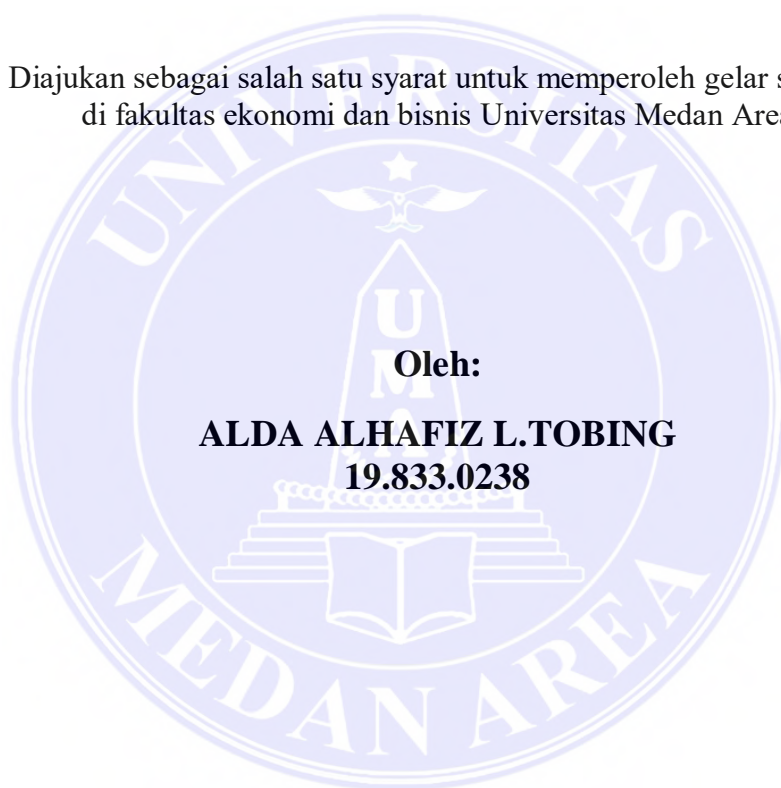 Diajukan sebagai salah satu syarat untuk memperoleh gelar
di fakultas ekonomi dan bisnis Universitas Medan Area
UNIVERSITAS
UMA
Oleh:
ALDA ALHAFIZ L.TOBING
19.833.0238
MEDAN AREA